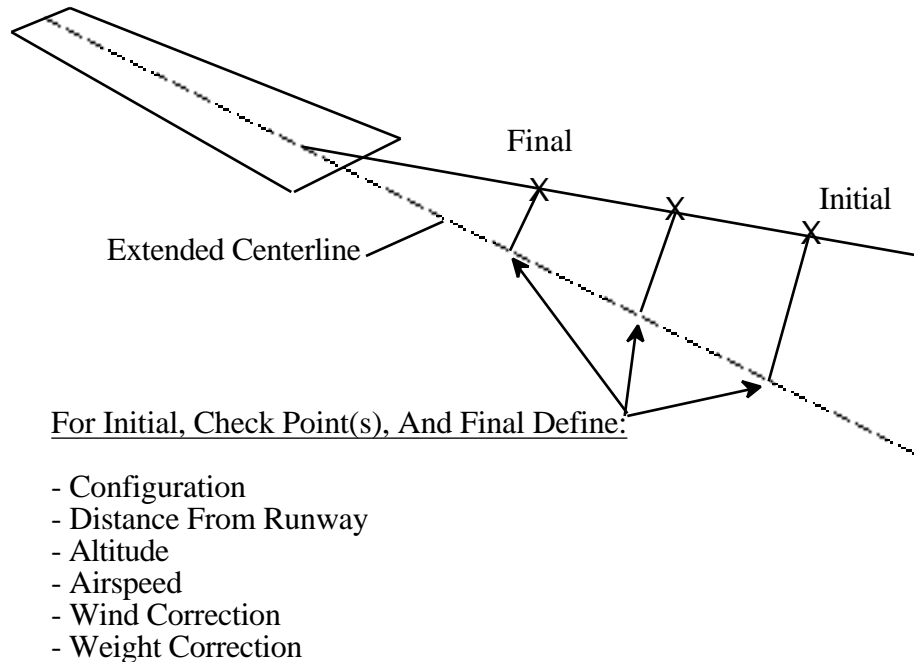 Final
Initial
Extended Centerline
For Initial, Check Point(s), And Final Define:
- Configuration
- Distance From Runway
- Altitude
- Airspeed
- Wind Correction
- Weight Correction